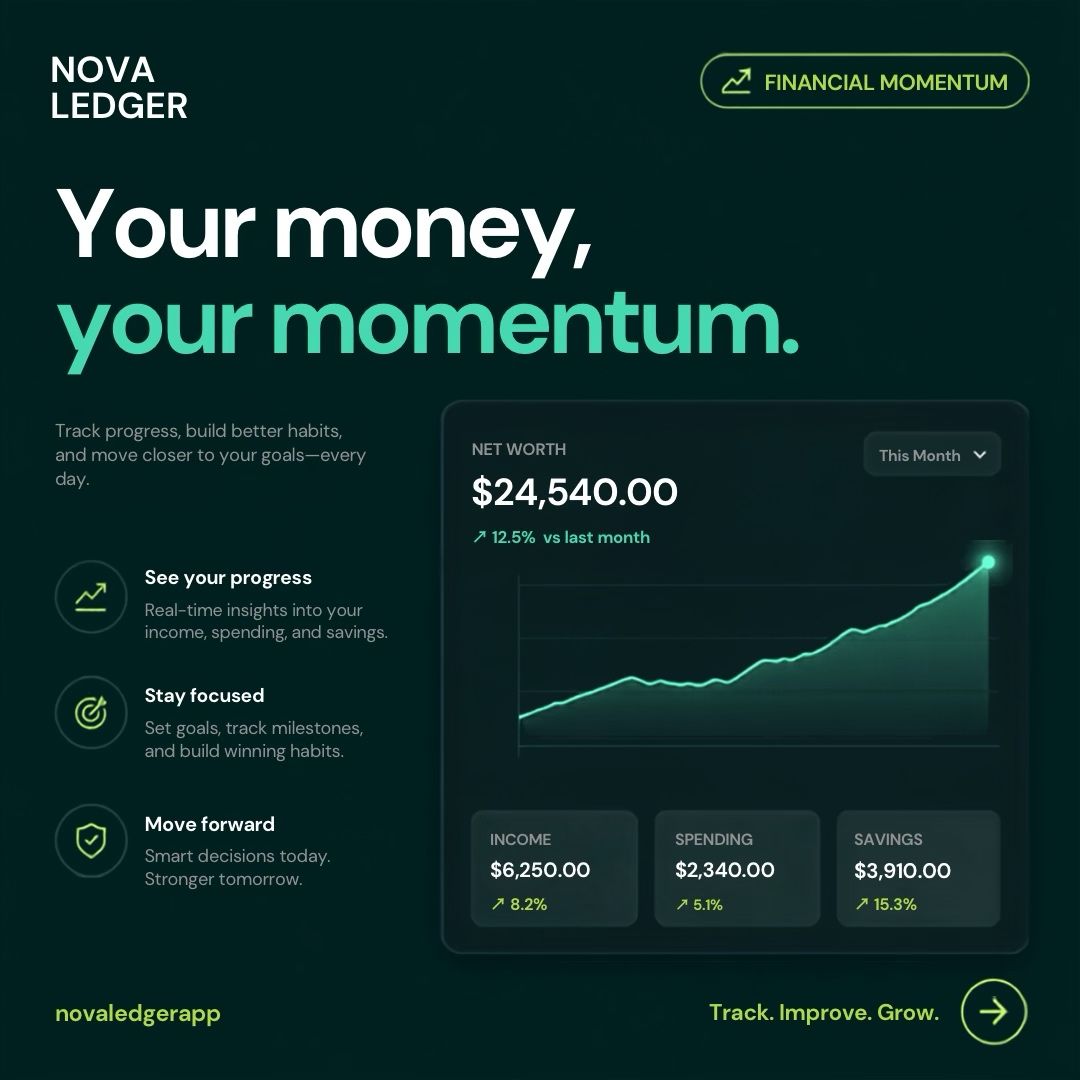 NOVA
LEDGER
FINANCIAL MOMENTUM
Your money,
your momentum.
Track progress, build better habits,
and move closer to your goals—every
day.
See your progress
Real-time insights into your
income, spending, and savings.
Stay focused
Set goals, track milestones,
and build winning habits.
Move forward
Smart decisions today.
Stronger tomorrow.
NET WORTH
This Month
$24,540.00
↗ 12.5% vs last month
INCOME
$6,250.00
↗ 8.2%
SPENDING
$2,340.00
↗ 5.1%
SAVINGS
$3,910.00
↗ 15.3%
novaledgerapp
Track. Improve. Grow.